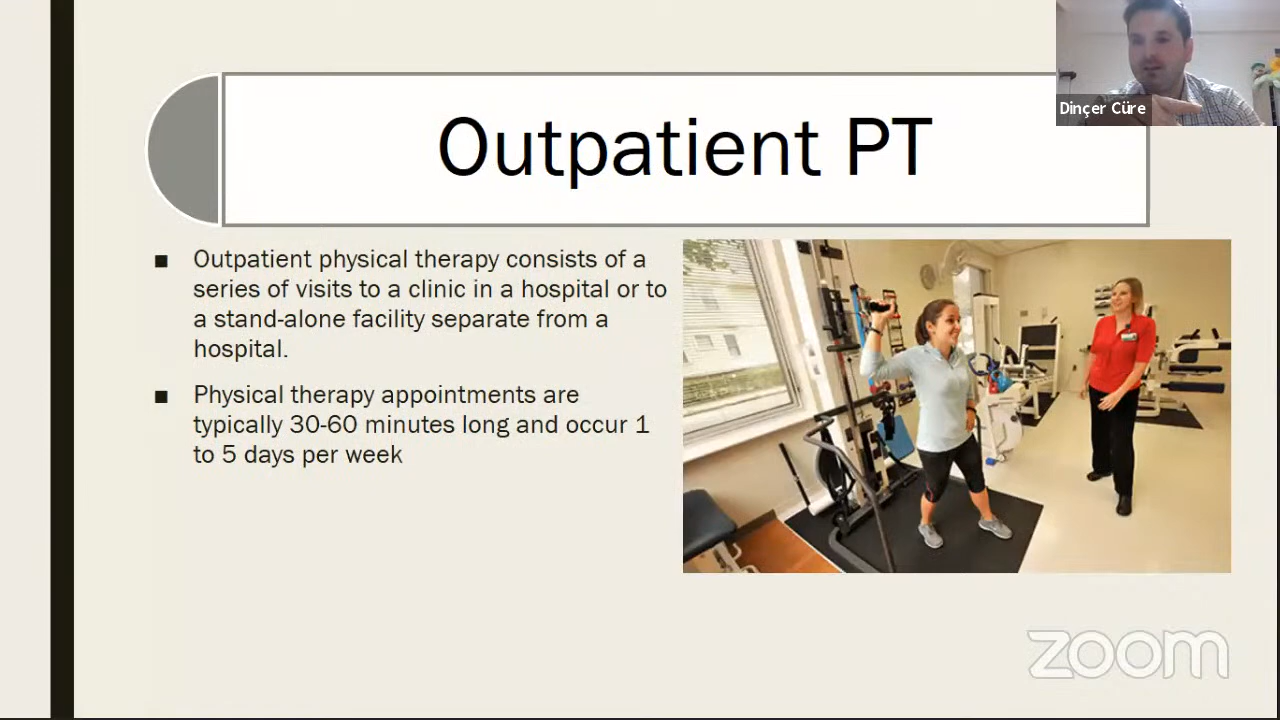 Dinçer Cüre
Outpatient PT
■ Outpatient physical therapy consists of a
series of visits to a clinic in a hospital or to
a stand-alone facility separate from a
hospital.
■ Physical therapy appointments are
typically 30-60 minutes long and occur 1
to 5 days per week
zoom